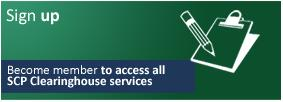 Sign up
Become member to access all
SCP Clearinghouse services